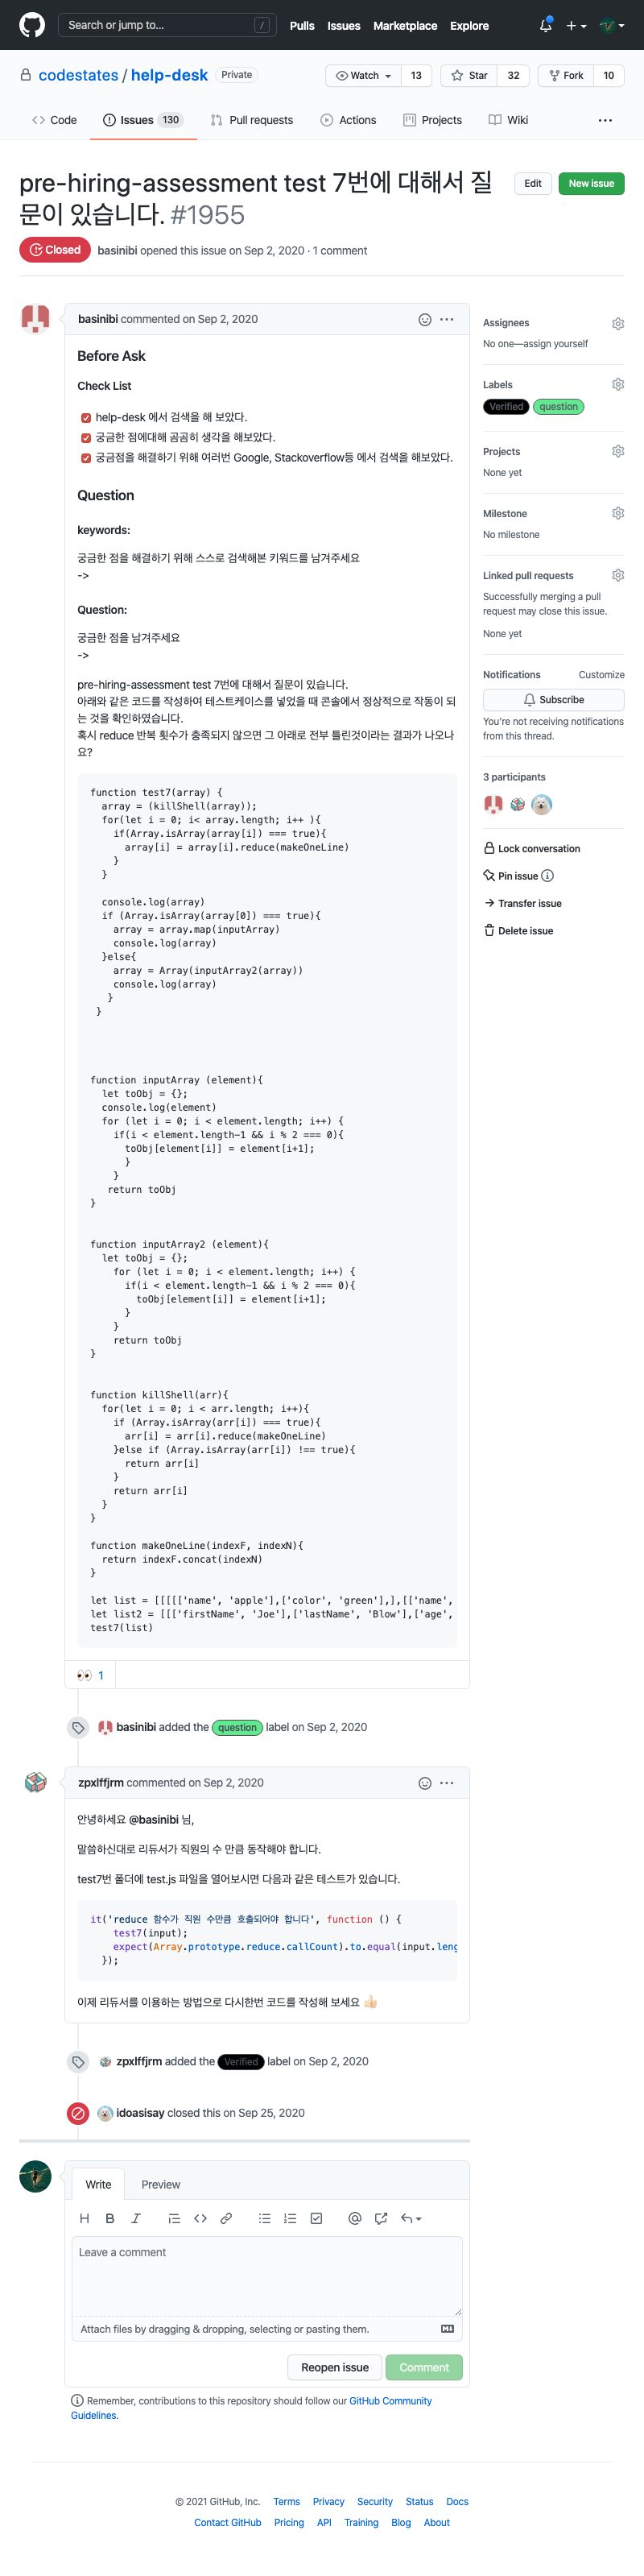 Search or jump to... /
Pulls Issues Marketplace Explore
codestates / help-desk Private
Watch 13 Star 32 Fork 10
Code Issues 130 Pull requests Actions Projects Wiki
pre-hiring-assessment test 7번에 대해서 질
문이 있습니다. #1955
Edit New issue
Closed basinibi opened this issue on Sep 2, 2020 · 1 comment
basinibi commented on Sep 2, 2020
Before Ask
Check List
help-desk 에서 검색을 해 보았다.
궁금한 점에대해 곰곰히 생각을 해보았다.
궁금점을 해결하기 위해 여러번 Google, Stackoverflow등 에서 검색을 해보았다.
Question
keywords:
궁금한 점을 해결하기 위해 스스로 검색해본 키워드를 남겨주세요
->
Question:
궁금한 점을 남겨주세요
->
pre-hiring-assessment test 7번에 대해서 질문이 있습니다.
아래와 같은 코드를 작성하여 테스트케이스를 넣었을 때 콘솔에서 정상적으로 작동이 되
는 것을 확인하였습니다.
혹시 reduce 반복 횟수가 충족되지 않으면 그 아래로 전부 틀린것이라는 결과가 나오나
요?
function test7(array) {
array = (killShell(array));
for(let i = 0; i< array.length; i++ ){
if(Array.isArray(array[i]) === true){
array[i] = array[i].reduce(makeOneLine)
}
}
console.log(array)
if (Array.isArray(array[0]) === true){
array = array.map(inputArray)
console.log(array)
}else{
array = Array(inputArray2(array))
console.log(array)
}
}
function inputArray (element){
let toObj = {};
console.log(element)
for (let i = 0; i < element.length; i++) {
if(i < element.length-1 && i % 2 === 0){
toObj[element[i]] = element[i+1];
}
}
return toObj
}
function inputArray2 (element){
let toObj = {};
for (let i = 0; i < element.length; i++) {
if(i < element.length-1 && i % 2 === 0){
toObj[element[i]] = element[i+1];
}
}
return toObj
}
function killShell(arr){
for(let i = 0; i < arr.length; i++){
if (Array.isArray(arr[i]) === true){
arr[i] = arr[i].reduce(makeOneLine)
}else if (Array.isArray(arr[i]) !== true){
return arr[i]
}
return arr[i]
}
}
function makeOneLine(indexF, indexN){
return indexF.concat(indexN)
}
let list = [[[[['name', 'apple'],['color', 'green'],],[['name',
let list2 = [[['firstName', 'Joe'],['lastName', 'Blow'],['age',
test7(list)
1
basinibi added the question label on Sep 2, 2020
zpxlffjrm commented on Sep 2, 2020
안녕하세요 @basinibi 님,
말씀하신대로 리듀서가 직원의 수 만큼 동작해야 합니다.
test7번 폴더에 test.js 파일을 열어보시면 다음과 같은 테스트가 있습니다.
it('reduce 함수가 직원 수만큼 호출되어야 합니다', function () {
test7(input);
expect(Array.prototype.reduce.callCount).to.equal(input.leng
});
이제 리듀서를 이용하는 방법으로 다시한번 코드를 작성해 보세요
zpxlffjrm added the Verified label on Sep 2, 2020
idoasisay closed this on Sep 25, 2020
Write Preview
Leave a comment
Attach files by dragging & dropping, selecting or pasting them.
Reopen issue Comment
Remember, contributions to this repository should follow our GitHub Community
Guidelines.
Assignees
No one—assign yourself
Labels
Verified question
Projects
None yet
Milestone
No milestone
Linked pull requests
Successfully merging a pull
request may close this issue.
None yet
Notifications Customize
Subscribe
You're not receiving notifications
from this thread.
3 participants
Lock conversation
Pin issue
Transfer issue
Delete issue
© 2021 GitHub, Inc. Terms Privacy Security Status Docs
Contact GitHub Pricing API Training Blog About